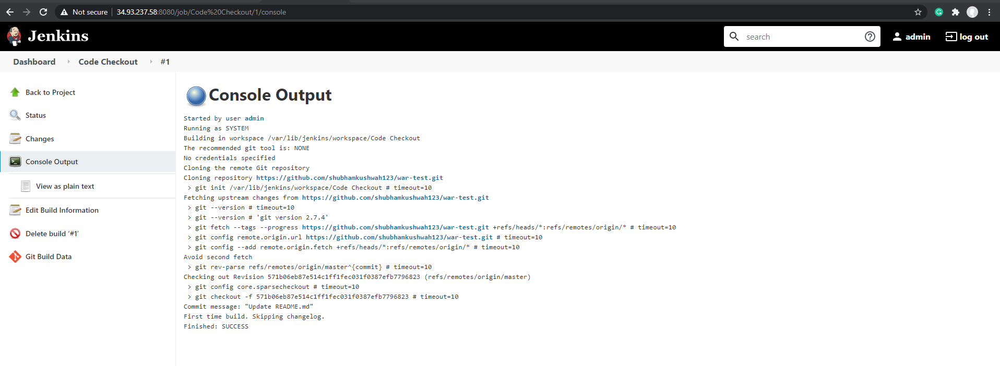 Not secure | 34.93.237.58:8080/job/Code%20Checkout/1/console
Jenkins
search
admin
log out
Dashboard
Code Checkout
#1
Back to Project
Status
Changes
Console Output
View as plain text
Edit Build Information
Delete build ‘#1’
Git Build Data
Console Output
Started by user admin
Running as SYSTEM
Building in workspace /var/lib/jenkins/workspace/Code Checkout
The recommended git tool is: NONE
No credentials specified
Cloning the remote Git repository
Cloning repository https://github.com/shubhamkushwah123/war-test.git
> git init /var/lib/jenkins/workspace/Code Checkout # timeout=10
Fetching upstream changes from https://github.com/shubhamkushwah123/war-test.git
> git --version # timeout=10
> git --version # 'git version 2.7.4'
> git fetch --tags --progress https://github.com/shubhamkushwah123/war-test.git +refs/heads/*:refs/remotes/origin/* # timeout=10
> git config remote.origin.url https://github.com/shubhamkushwah123/war-test.git # timeout=10
> git config --add remote.origin.fetch +refs/heads/*:refs/remotes/origin/* # timeout=10
Avoid second fetch
> git rev-parse refs/remotes/origin/master^{commit} # timeout=10
Checking out Revision 571b06eb87e514c1ff1fec031f0387efb7796823 (refs/remotes/origin/master)
> git config core.sparsecheckout # timeout=10
> git checkout -f 571b06eb87e514c1ff1fec031f0387efb7796823 # timeout=10
Commit message: "Update README.md"
First time build. Skipping changelog.
Finished: SUCCESS